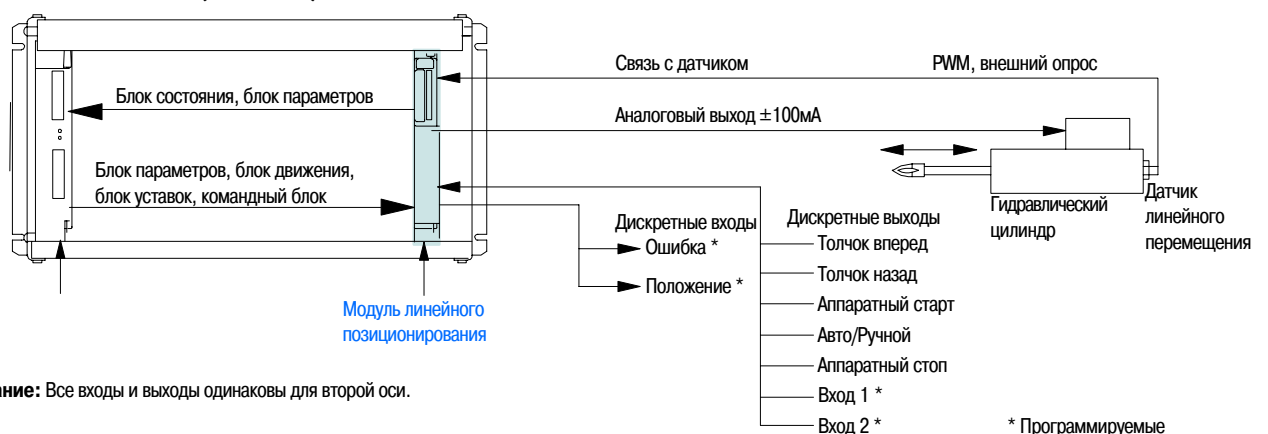 Связь с датчиком
PWM, внешний опрос
Блок состояния, блок параметров
Аналоговый выход ±100мА
Блок параметров, блок движения,
блок уставок, командный блок
Гидравлический
цилиндр
Датчик
линейного
перемещения
Дискретные входы
Ошибка *
Положение *
Дискретные выходы
Толчок вперед
Толчок назад
Аппаратный старт
Авто/Ручной
Аппаратный стоп
Вход 1 *
Вход 2 *
Модуль линейного
позиционирования
ание: Все входы и выходы одинаковы для второй оси.
* Программируемые